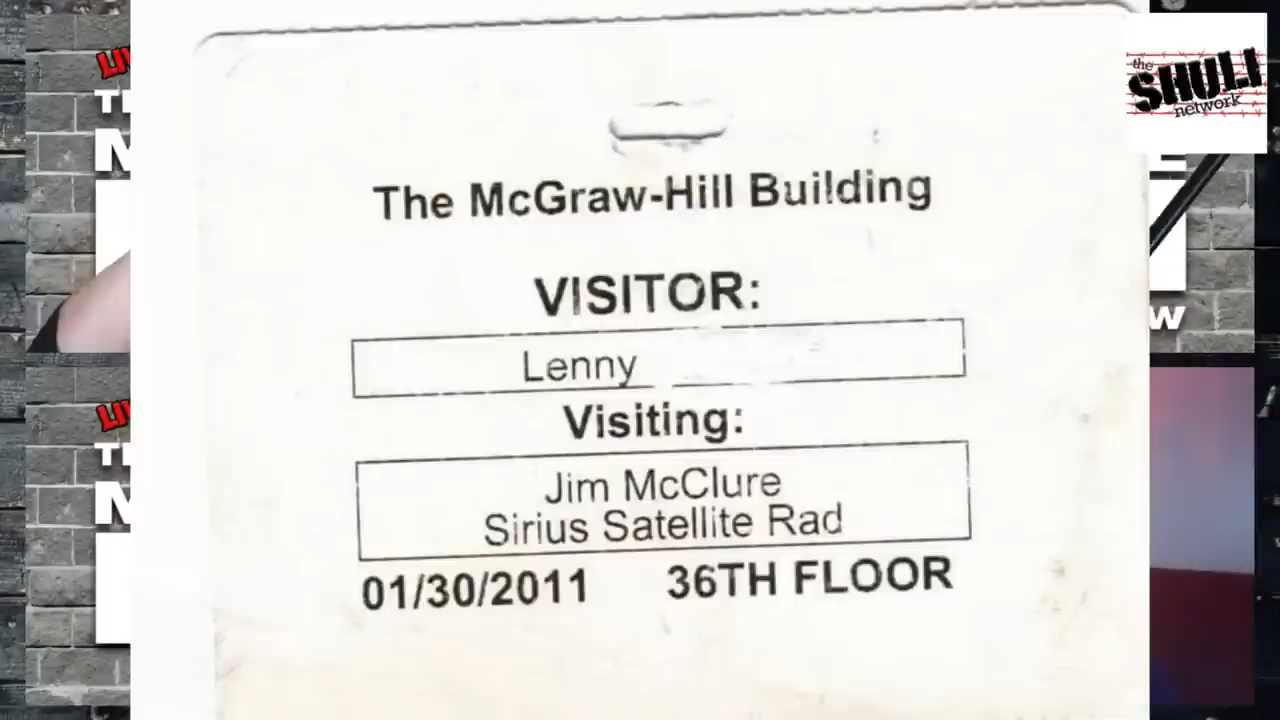 the
SHULI
network
The McGraw-Hill Building
VISITOR:
Lenny
Visiting:
Jim McClure
Sirius Satellite Rad
01/30/2011 36TH FLOOR